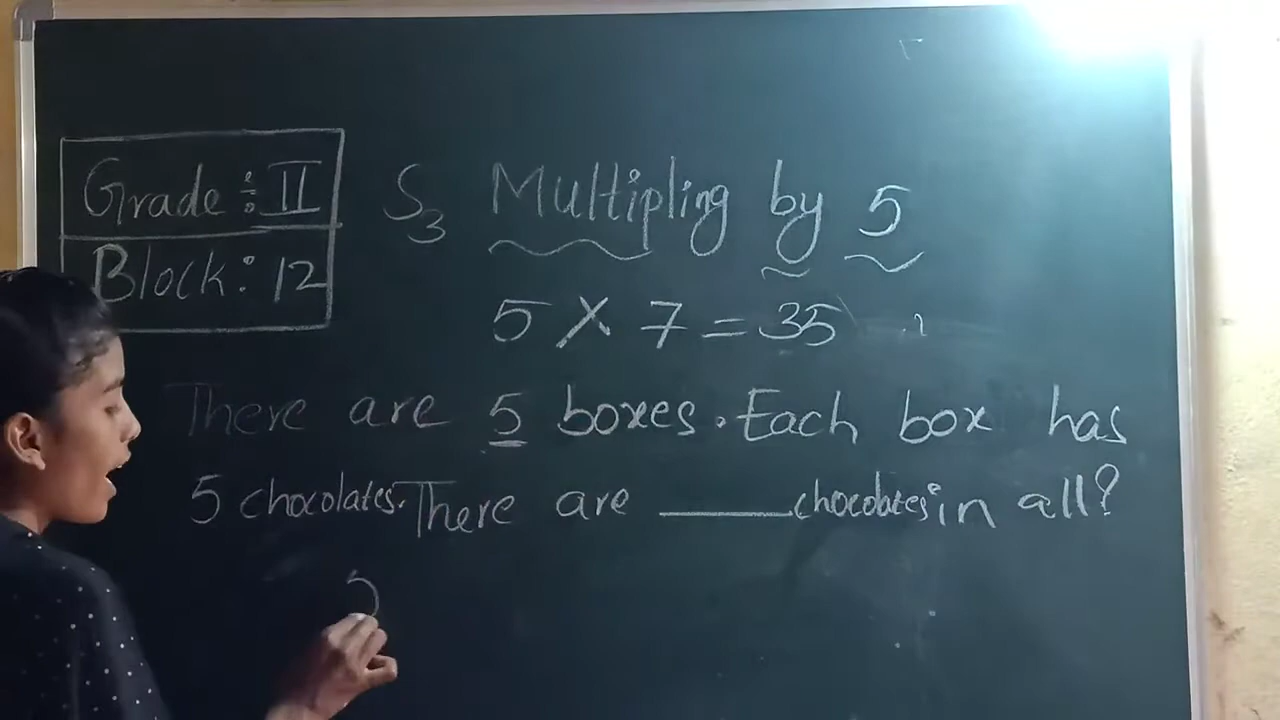 Grade: II
Block: 12
S3 Multipling by 5
5 X 7 = 35
There are 5 boxes. Each box has
5 chocolates. There are ______ chocolates in all?
5